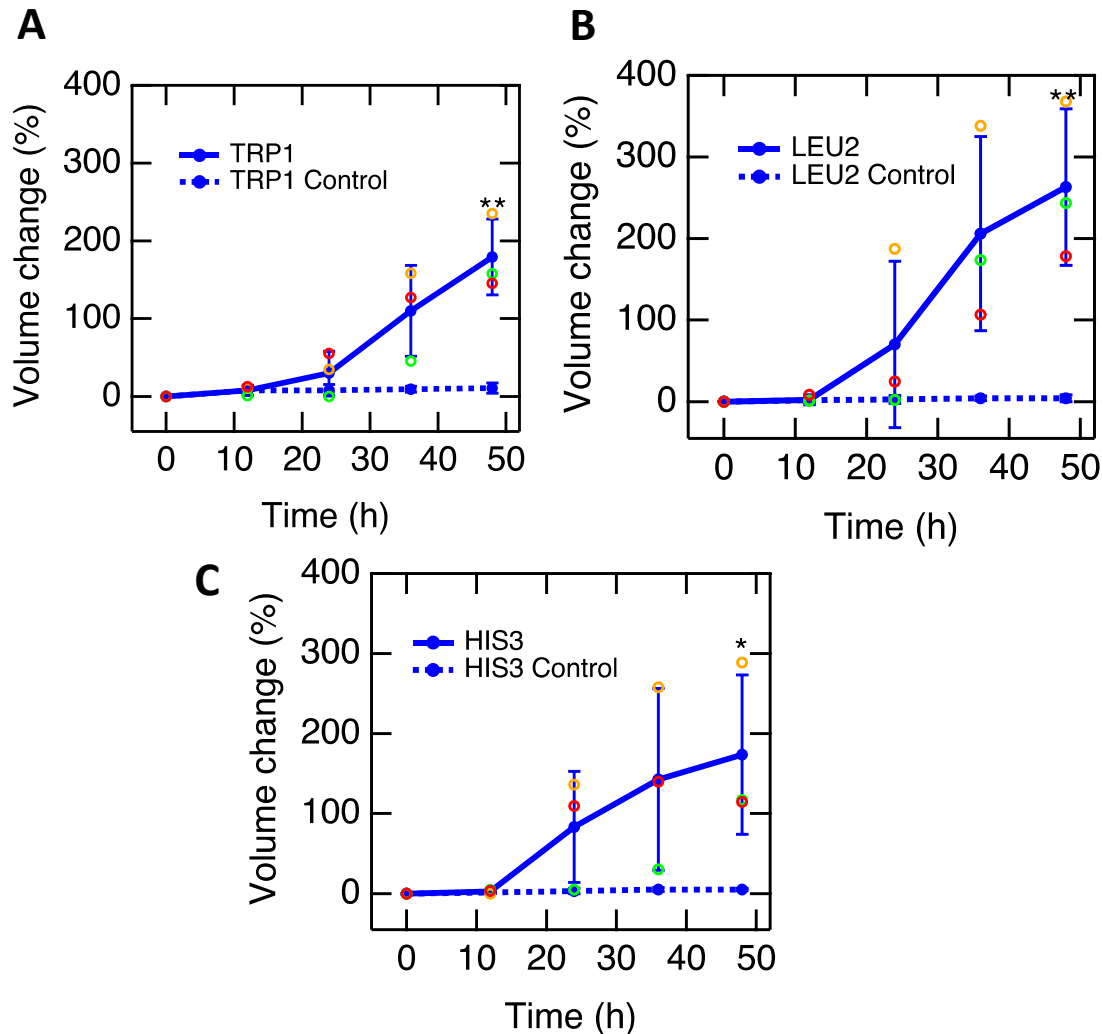 A
Volume change (%)
400
300
200
100
0
TRP1
TRP1 Control
**
0 10 20 30 40 50
Time (h)
B
Volume change (%)
400
300
200
100
0
LEU2
LEU2 Control
**
0 10 20 30 40 50
Time (h)
C
Volume change (%)
400
300
200
100
0
HIS3
HIS3 Control
*
0 10 20 30 40 50
Time (h)